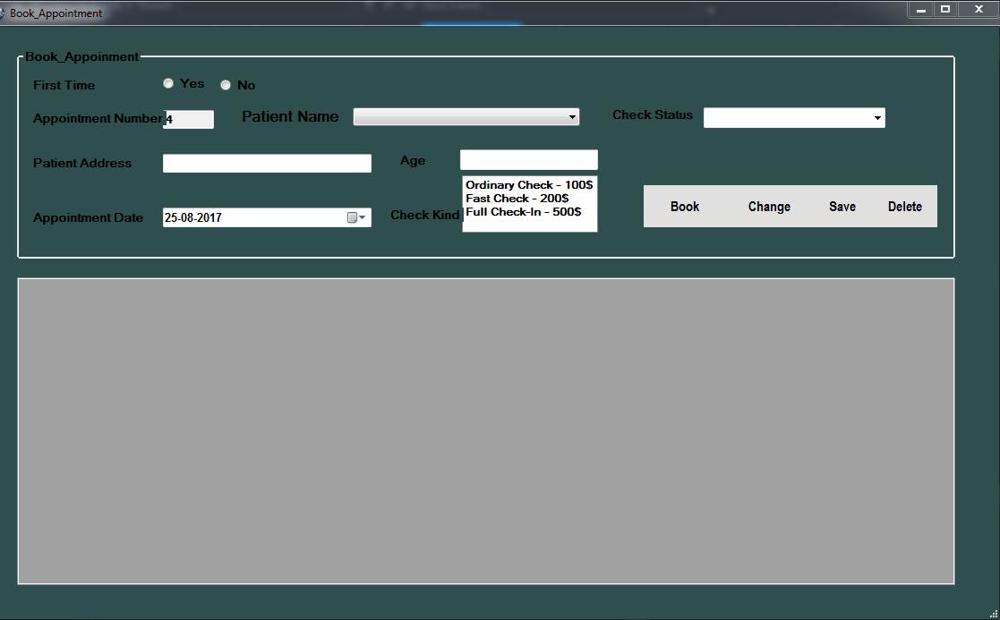 Book_Appointment
Book_Appoinment
First Time Yes No
Appointment Number 4 Patient Name Check Status
Patient Address Age
Ordinary Check - 100$
Fast Check - 200$
Full Check-In - 500$
Appointment Date 25-08-2017 Check Kind
Book Change Save Delete